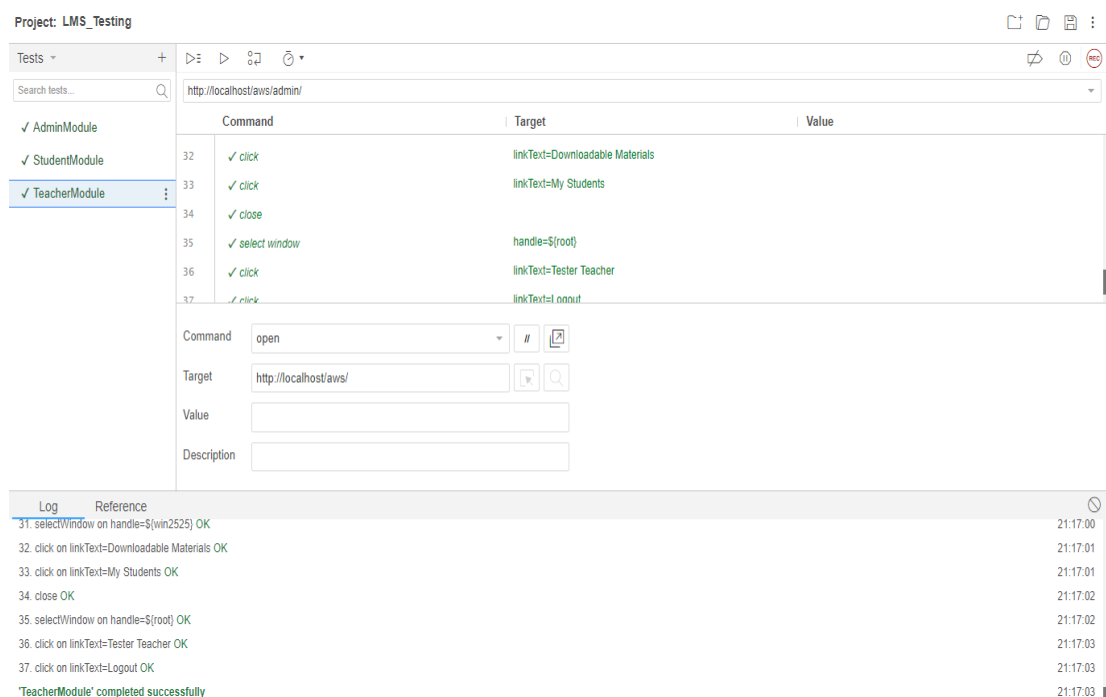 Project: LMS_Testing
Tests
Search tests...
✓ AdminModule
✓ StudentModule
✓ TeacherModule
REC
http://localhost/aws/admin/
Command Target Value
32 ✓ click linkText=Downloadable Materials
33 ✓ click linkText=My Students
34 ✓ close
35 ✓ select window handle=${root}
36 ✓ click linkText=Tester Teacher
37 ✓ click linkText=Logout
Command open //
Target http://localhost/aws/
Value
Description
Log Reference
31. selectWindow on handle=${win2525} OK 21:17:00
32. click on linkText=Downloadable Materials OK 21:17:01
33. click on linkText=My Students OK 21:17:01
34. close OK 21:17:02
35. selectWindow on handle=${root} OK 21:17:02
36. click on linkText=Tester Teacher OK 21:17:03
37. click on linkText=Logout OK 21:17:03
'TeacherModule' completed successfully 21:17:03